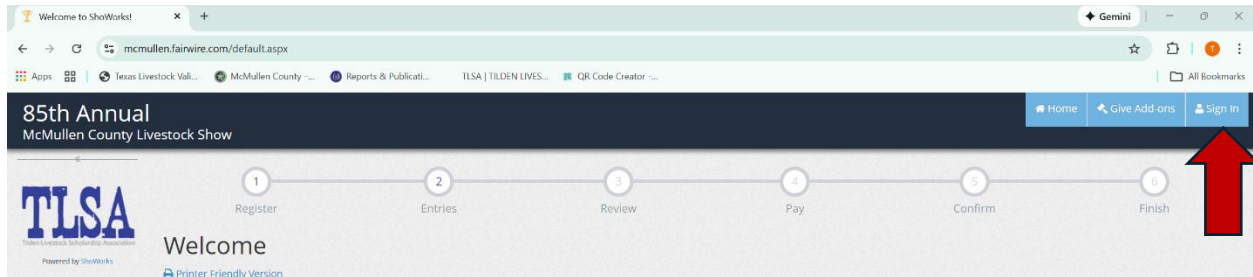 Welcome to ShoWorks!
Gemini
mcmullen.fairwire.com/default.aspx
Apps
Texas Livestock Vali...
McMullen County –...
Reports & Publicati...
TLSA | TILDEN LIVES...
QR Code Creator -...
All Bookmarks
85th Annual
McMullen County Livestock Show
Home
Give Add-ons
Sign In
1
2
3
4
5
6
Register
Entries
Review
Pay
Confirm
Finish
TLSA
Tilden Livestock Scholarship Association
Powered by ShoWorks
Welcome
Printer Friendly Version